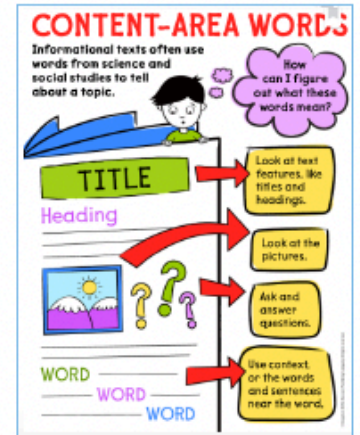 CONTENT-AREA WORDS
Informational texts often use
words from science and
social studies to tell
about a topic.
How
can I figure
out what these
words mean?
TITLE
Heading
Look at text
features, like
titles and
headings.
Look at the
pictures.
? ? ?
Ask and
answer
questions.
Use context,
or the words
and sentences
near the word.
WORD
WORD
WORD